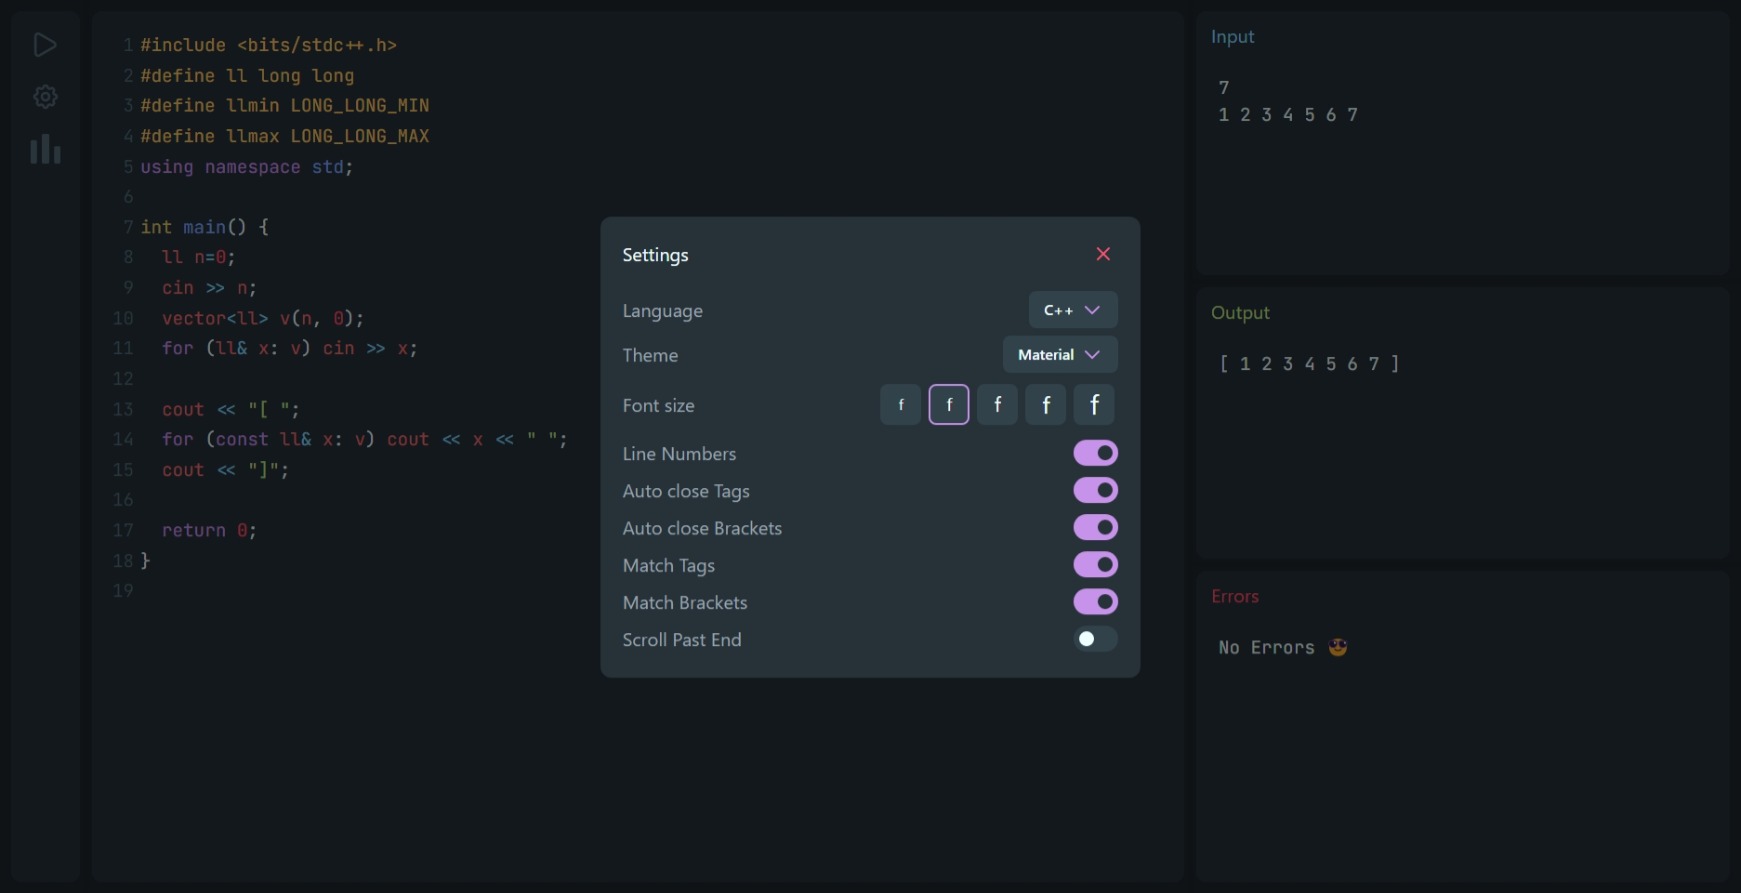 1 #include <bits/stdc++.h>
2 #define ll long long
3 #define llmin LONG_LONG_MIN
4 #define llmax LONG_LONG_MAX
5 using namespace std;
6
7 int main() {
8 ll n=0;
9 cin >> n;
10 vector<ll> v(n, 0);
11 for (ll& x: v) cin >> x;
12
13 cout << "[ ";
14 for (const ll& x: v) cout << x << " ";
15 cout << "]";
16
17 return 0;
18 }
19
Settings
Language C++
Theme Material
Font size f f f f f
Line Numbers
Auto close Tags
Auto close Brackets
Match Tags
Match Brackets
Scroll Past End
Input
7
1 2 3 4 5 6 7
Output
[ 1 2 3 4 5 6 7 ]
Errors
No Errors 😎